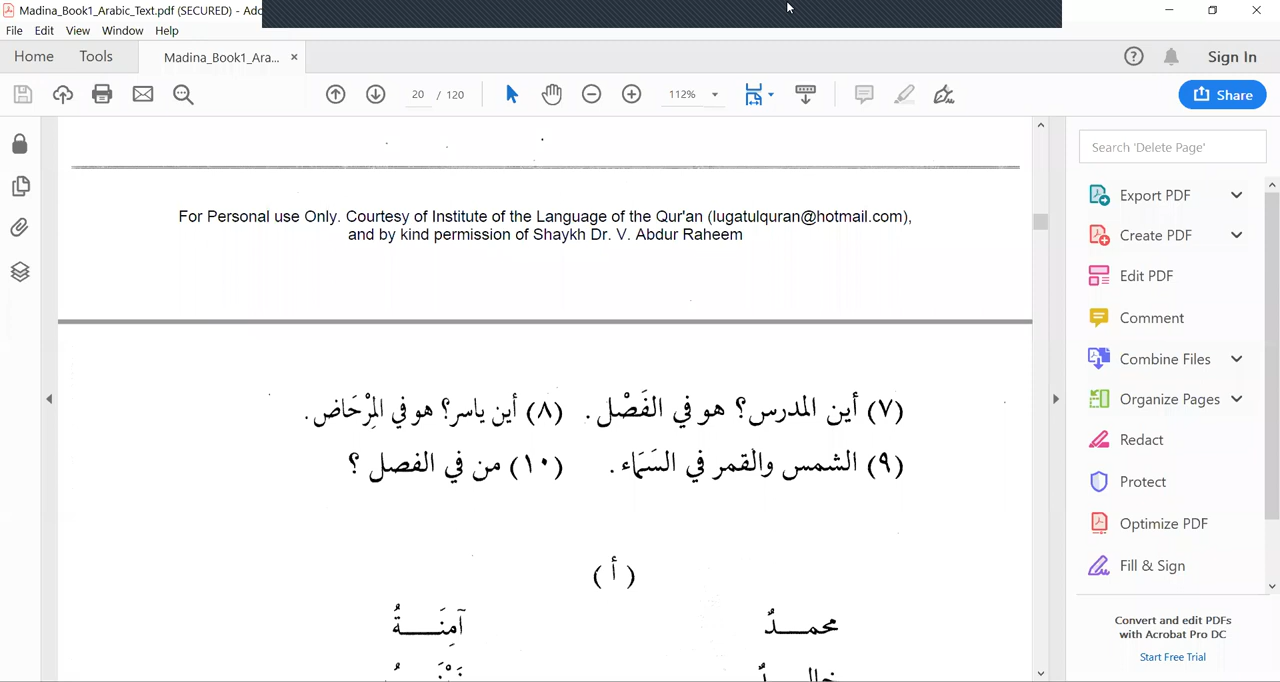 Madina_Book1_Arabic_Text.pdf (SECURED) - Ado
File Edit View Window Help
Home Tools Madina_Book1_Ara... ×
Sign In
20 / 120 112%
Share
Search 'Delete Page'
Export PDF
Create PDF
Edit PDF
Comment
Combine Files
Organize Pages
Redact
Protect
Optimize PDF
Fill & Sign
Convert and edit PDFs
with Acrobat Pro DC
Start Free Trial
For Personal use Only. Courtesy of Institute of the Language of the Qur'an (lugatulquran@hotmail.com),
and by kind permission of Shaykh Dr. V. Abdur Raheem
(٧) أين المدرس؟ هو في الفَصْل . (٨) أين ياسر؟ هو في المِرْحَاض .
(٩) الشمس والقمر في السَمَاء . (١٠) من في الفصل ؟
(أ)
محمـــدٌ آمِنَـــةُ